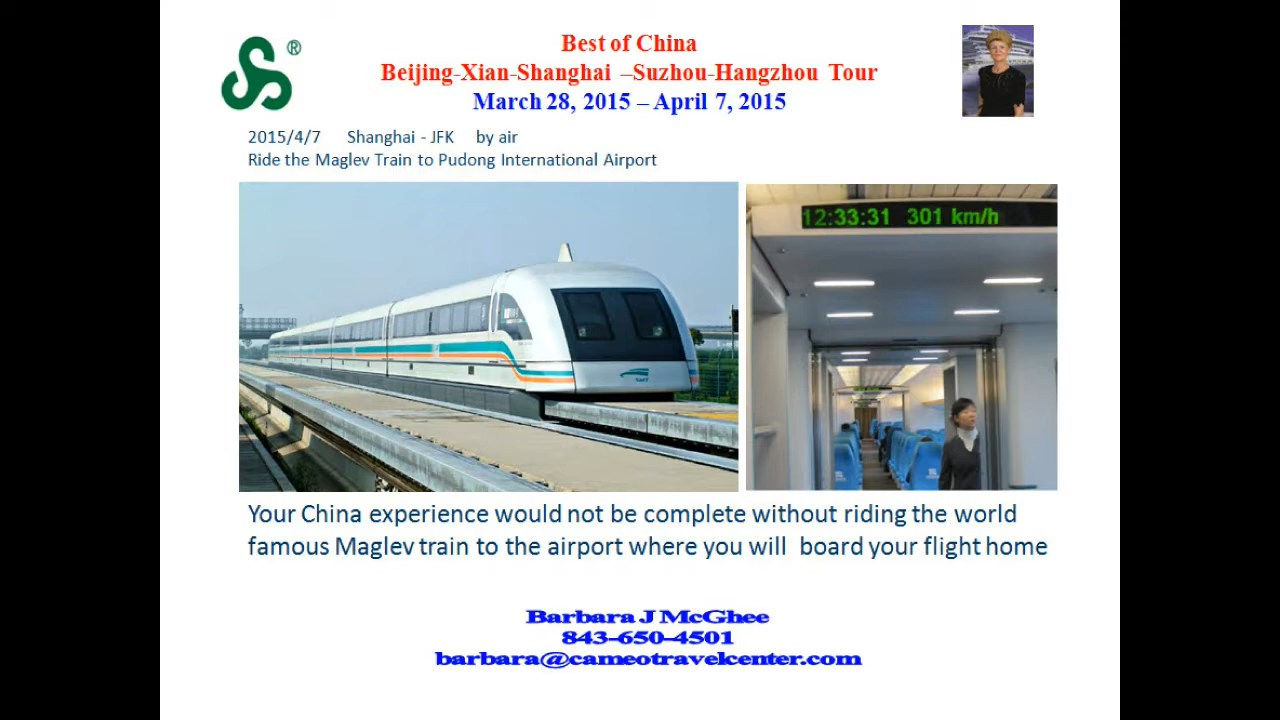 ®
Best of China
Beijing-Xian-Shanghai –Suzhou-Hangzhou Tour
March 28, 2015 – April 7, 2015
2015/4/7 Shanghai - JFK by air
Ride the Maglev Train to Pudong International Airport
12:33:31 301 km/h
Your China experience would not be complete without riding the world
famous Maglev train to the airport where you will board your flight home
Barbara J McGhee
843-650-4501
barbara@cameotravelcenter.com